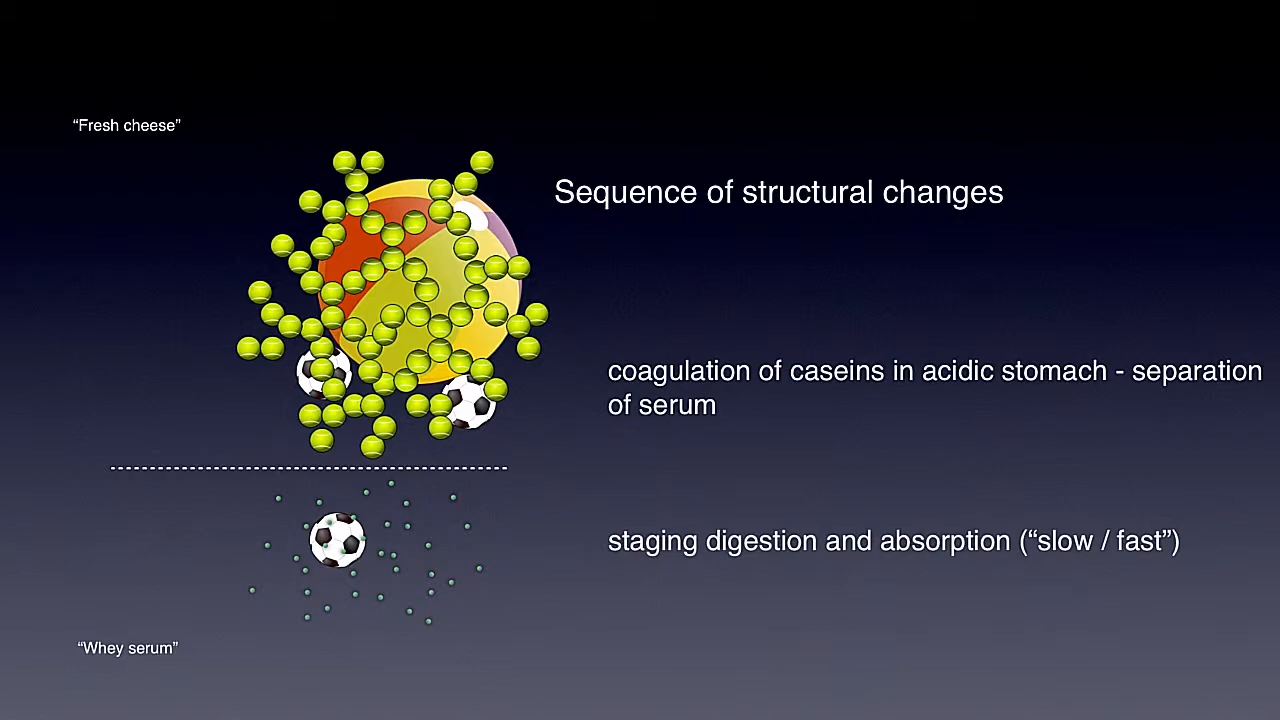 “Fresh cheese”
Sequence of structural changes
coagulation of caseins in acidic stomach - separation
of serum
staging digestion and absorption (“slow / fast”)
“Whey serum”